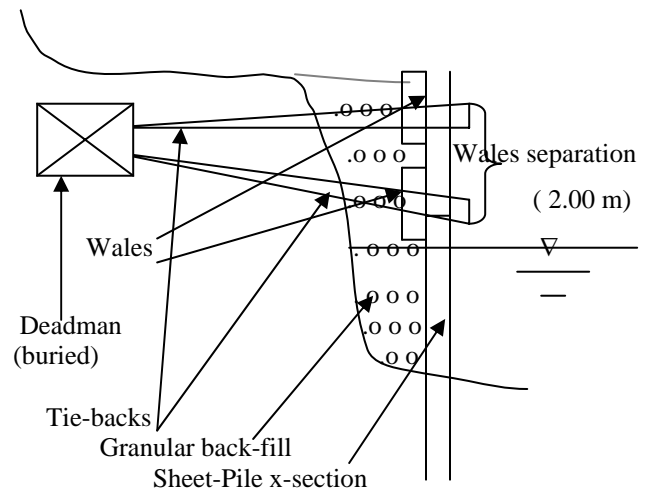 .o o o
.o o o
Wales separation
o o o
( 2.00 m)
Wales
. o o o
o o o
Deadman
(buried)
. o o o
.o o
Tie-backs
Granular back-fill
Sheet-Pile x-section